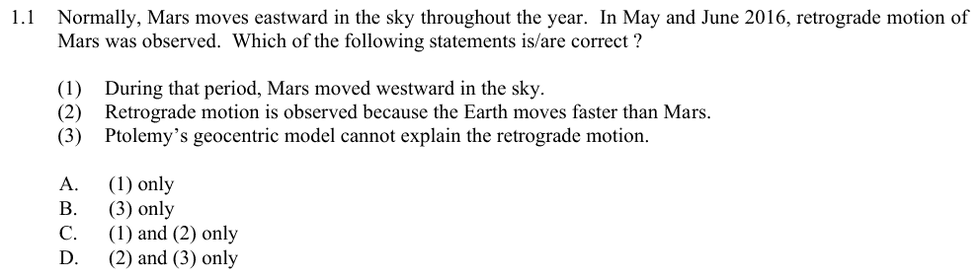 1.1 Normally, Mars moves eastward in the sky throughout the year. In May and June 2016, retrograde motion of
Mars was observed. Which of the following statements is/are correct ?
(1) During that period, Mars moved westward in the sky.
(2) Retrograde motion is observed because the Earth moves faster than Mars.
(3) Ptolemy's geocentric model cannot explain the retrograde motion.
A. (1) only
B. (3) only
C. (1) and (2) only
D. (2) and (3) only